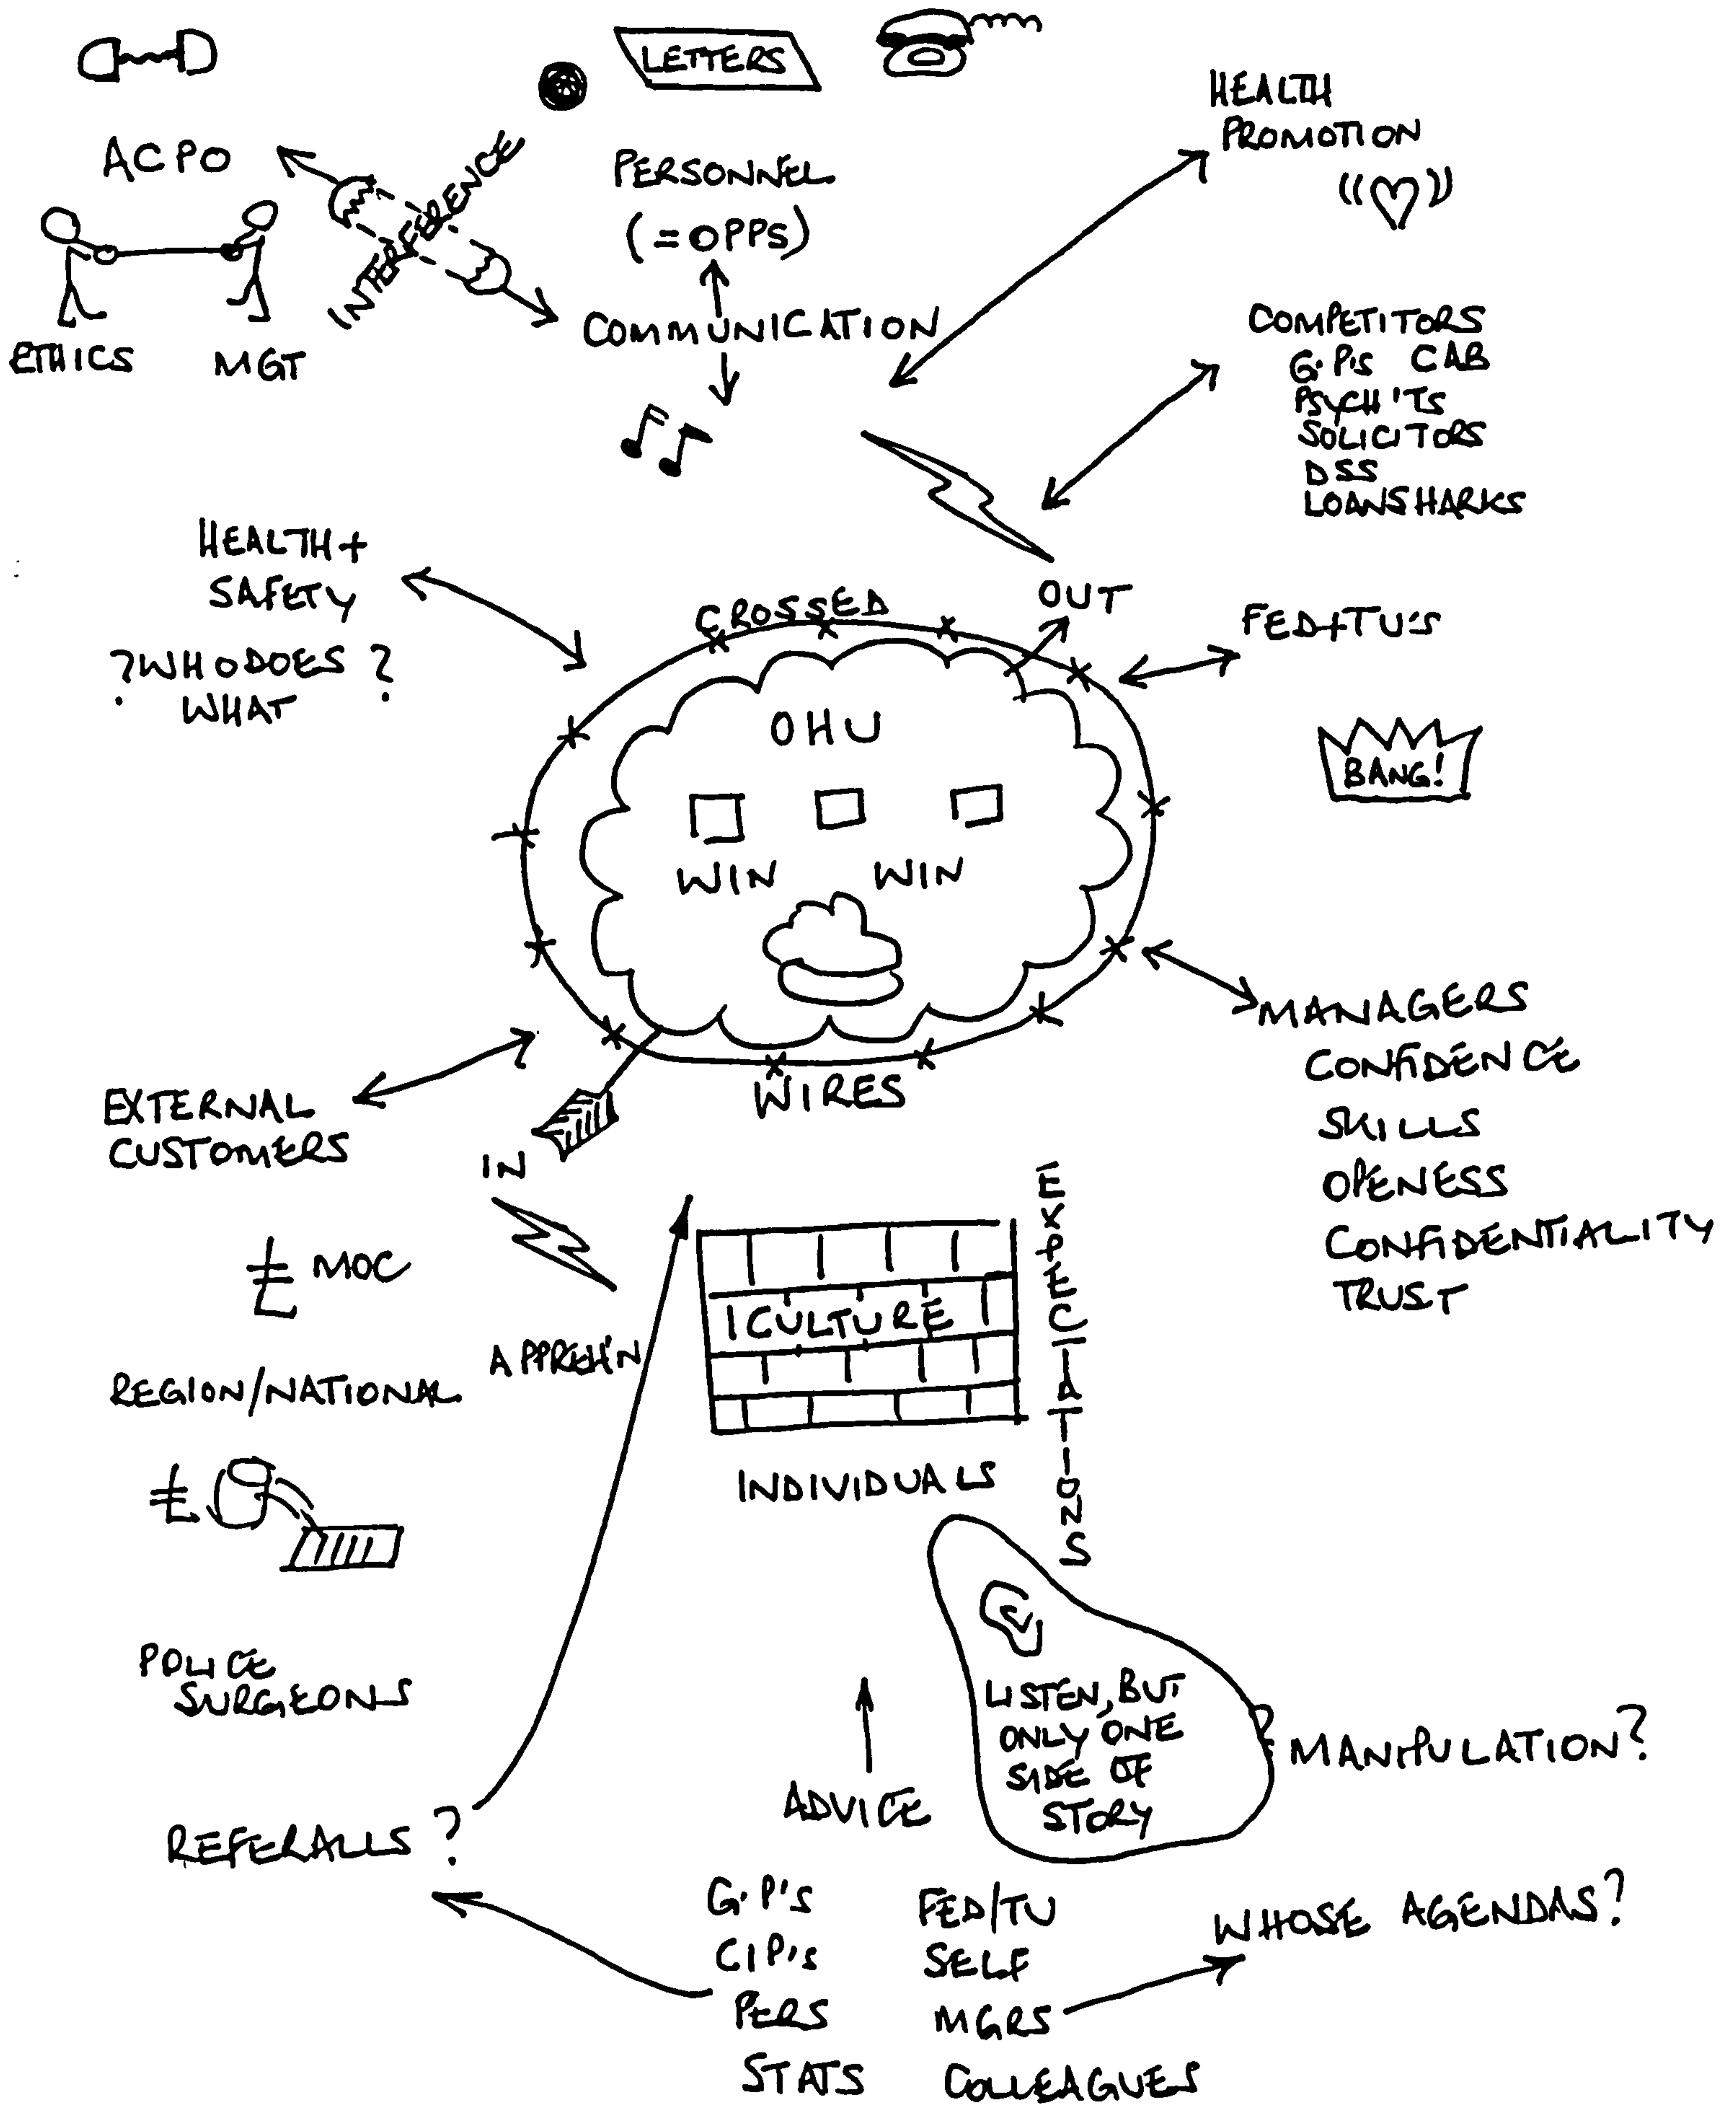 LETTERS
ACPO
INTERFERENCE
ETHICS
MGT
PERSONNEL
(=OPPS)
COMMUNICATION
HEALTH
PROMOTION
COMPETITORS
G.P.'s CAB
PSYCH'TS
SOLICITORS
DSS
LOANSHARKS
HEALTH+
SAFETY
? WHO DOES ?
WHAT
CROSSED
OUT
FED+TU'S
BANG!
OHU
WIN WIN
WIRES
IN
MANAGERS
CONFIDENCE
SKILLS
OPENESS
CONFIDENTIALITY
TRUST
EXTERNAL
CUSTOMERS
£ MOC
REGION/NATIONAL
£
POLICE
SURGEONS
APPREH'N
CULTURE
EXPECTATIONS
INDIVIDUALS
LISTEN, BUT
ONLY ONE
SIDE OF
STORY
? MANIPULATION?
ADVICE
REFERALLS ?
G.P'S
CIP's
PERS
STATS
FED/TU
SELF
MGRS
COLLEAGUES
WHOSE AGENDAS?